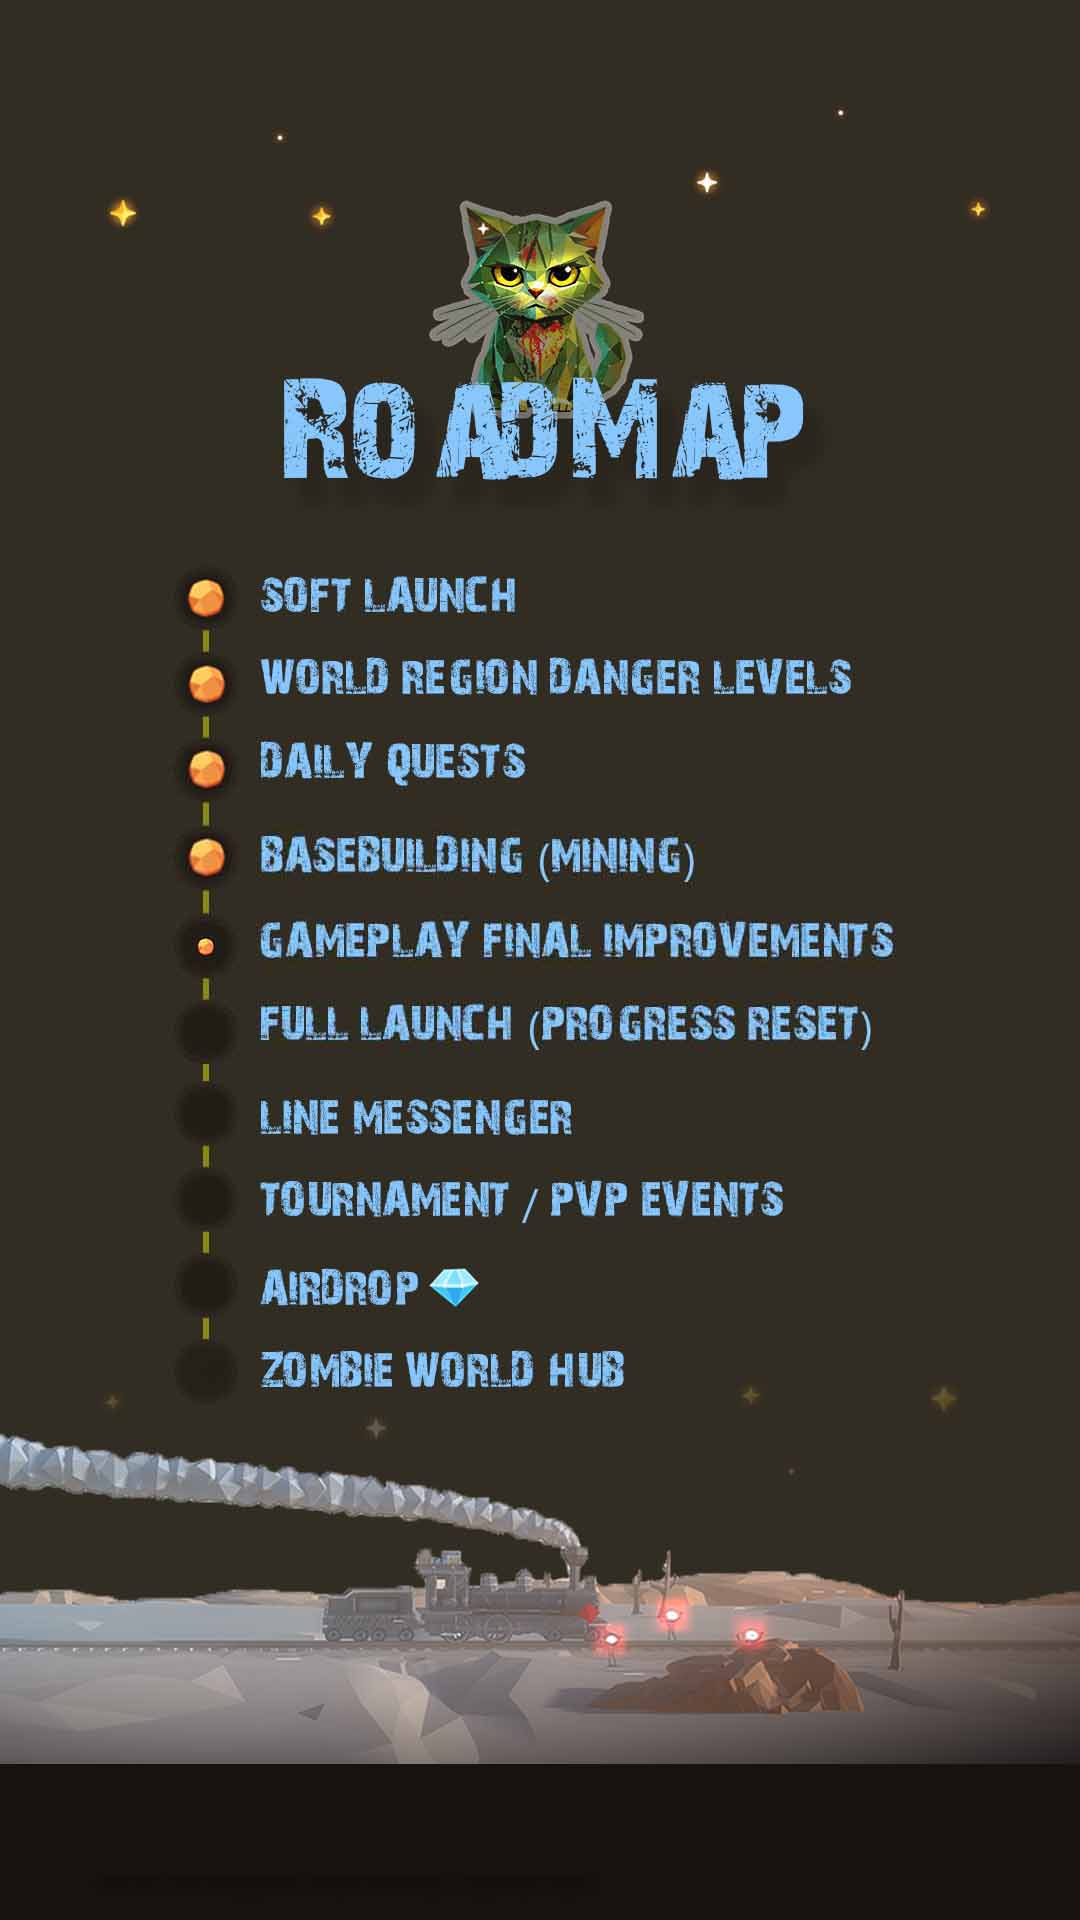 ROADMAP
SOFT LAUNCH
WORLD REGION DANGER LEVELS
DAILY QUESTS
BASEBUILDING (MINING)
GAMEPLAY FINAL IMPROVEMENTS
FULL LAUNCH (PROGRESS RESET)
LINE MESSENGER
TOURNAMENT / PVP EVENTS
AIRDROP 💎
ZOMBIE WORLD HUB